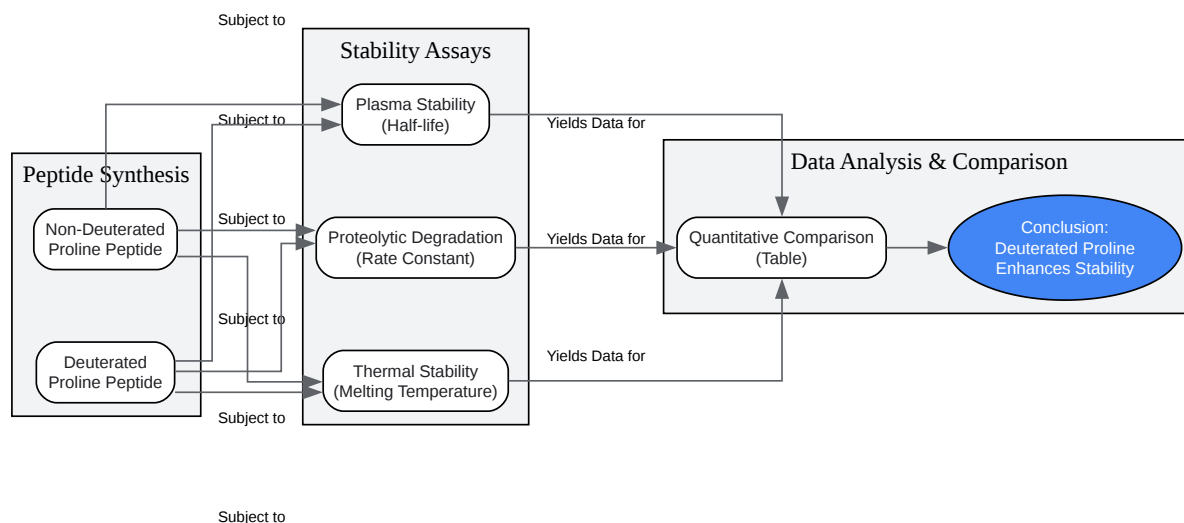 Subject to
Stability Assays
Plasma Stability
(Half-life)
Subject to
Yields Data for
Peptide Synthesis
Data Analysis & Comparison
Non-Deuterated
Proline Peptide
Subject to
Proteolytic Degradation
(Rate Constant)
Yields Data for
Quantitative Comparison
(Table)
Conclusion:
Deuterated Proline
Enhances Stability
Subject to
Deuterated
Proline Peptide
Thermal Stability
(Melting Temperature)
Yields Data for
Subject to
Subject to